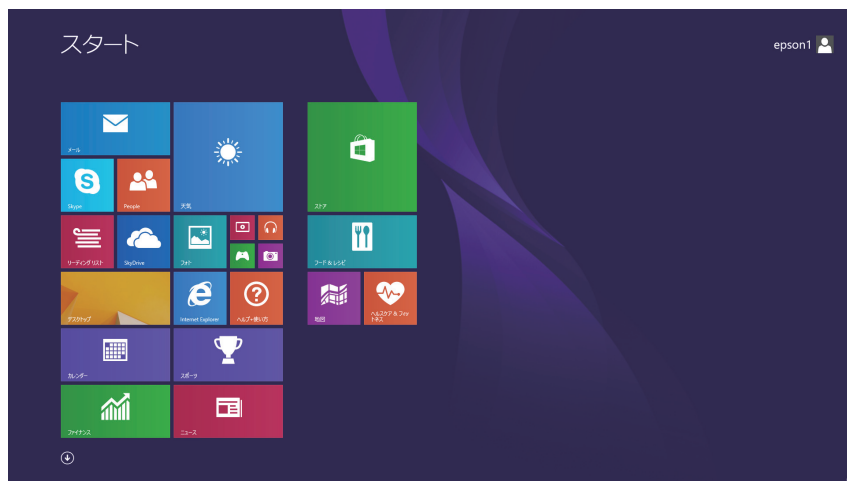 スタート
epson1
メール
天気
ストア
Skype
People
リーディングリスト
SkyDrive
フォト
フード＆レシピ
デスクトップ
Internet Explorer
ヘルプ+使い方
地図
ヘルスケア＆フィッ
トネス
カレンダー
スポーツ
ファイナンス
ニュース